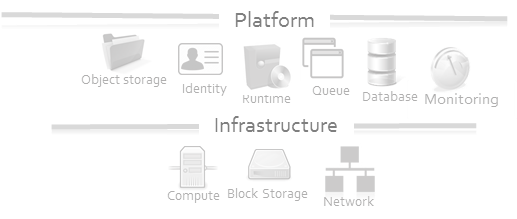 Platform
Object storage
Identity
Runtime
Queue
Database
Monitoring
Infrastructure
Compute
Block Storage
Network